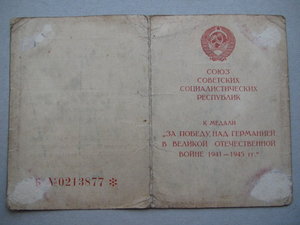 СОЮЗ
СОВЕТСКИХ
СОЦИАЛИСТИЧЕСКИХ
РЕСПУБЛИК
К МЕДАЛИ
„ЗА ПОБЕДУ НАД ГЕРМАНИЕЙ
В ВЕЛИКОЙ ОТЕЧЕСТВЕННОЙ
ВОЙНЕ 1941—1945 гг.“
№ 0213877 *